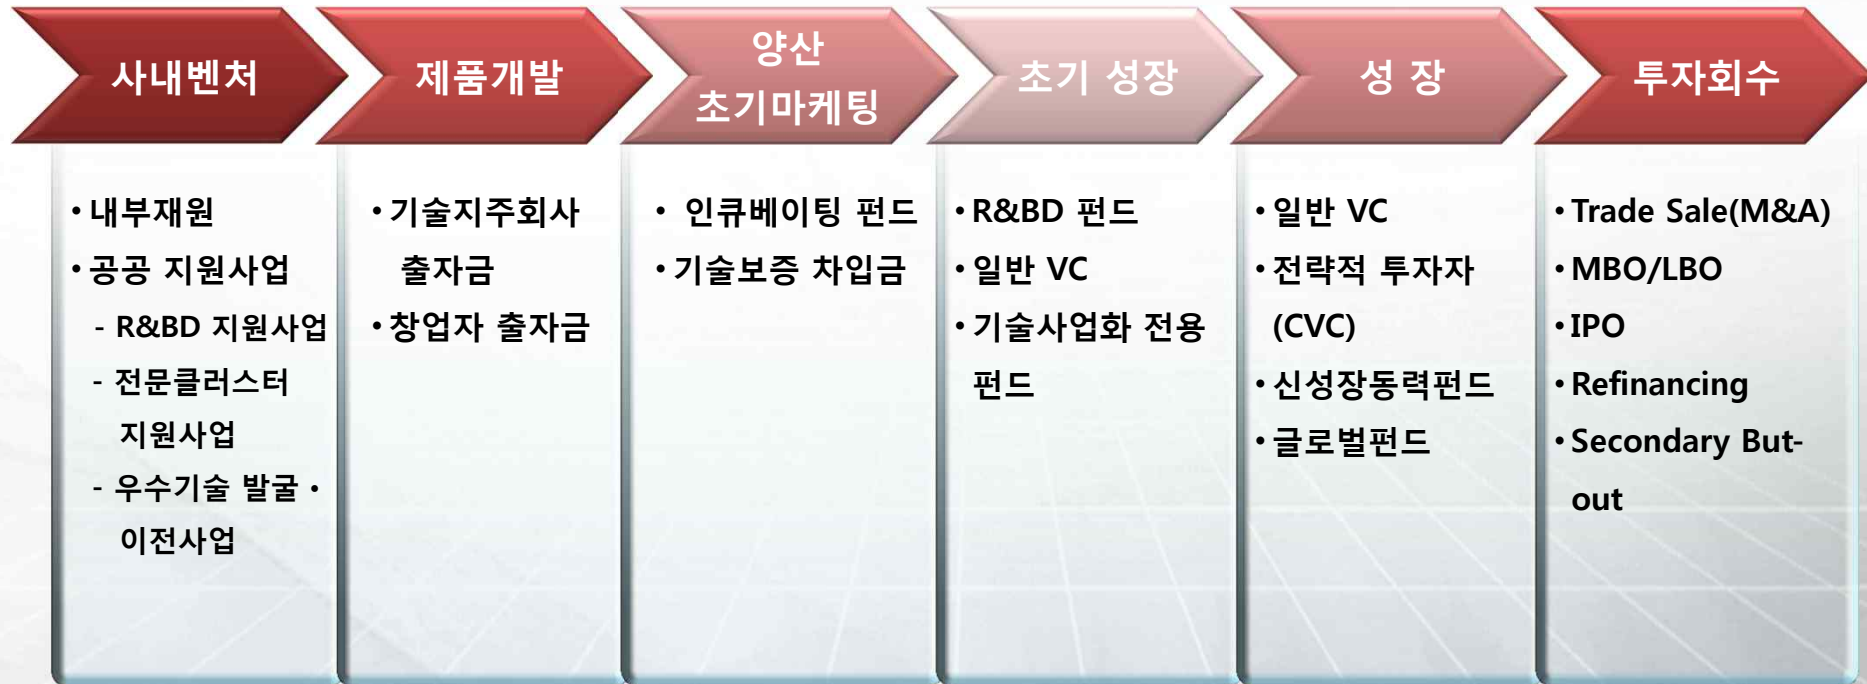 사내벤처
제품개발
양산
초기마케팅
초기 성장
성 장
투자회수
• 내부재원
• 공공 지원사업
- R&BD 지원사업
- 전문클러스터
지원사업
- 우수기술 발굴 •
이전사업
• 기술지주회사
출자금
• 창업자 출자금
• 인큐베이팅 펀드
• 기술보증 차입금
• R&BD 펀드
• 일반 VC
• 기술사업화 전용
펀드
• 일반 VC
• 전략적 투자자
(CVC)
• 신성장동력펀드
• 글로벌펀드
• Trade Sale(M&A)
• MBO/LBO
• IPO
• Refinancing
• Secondary But-
out